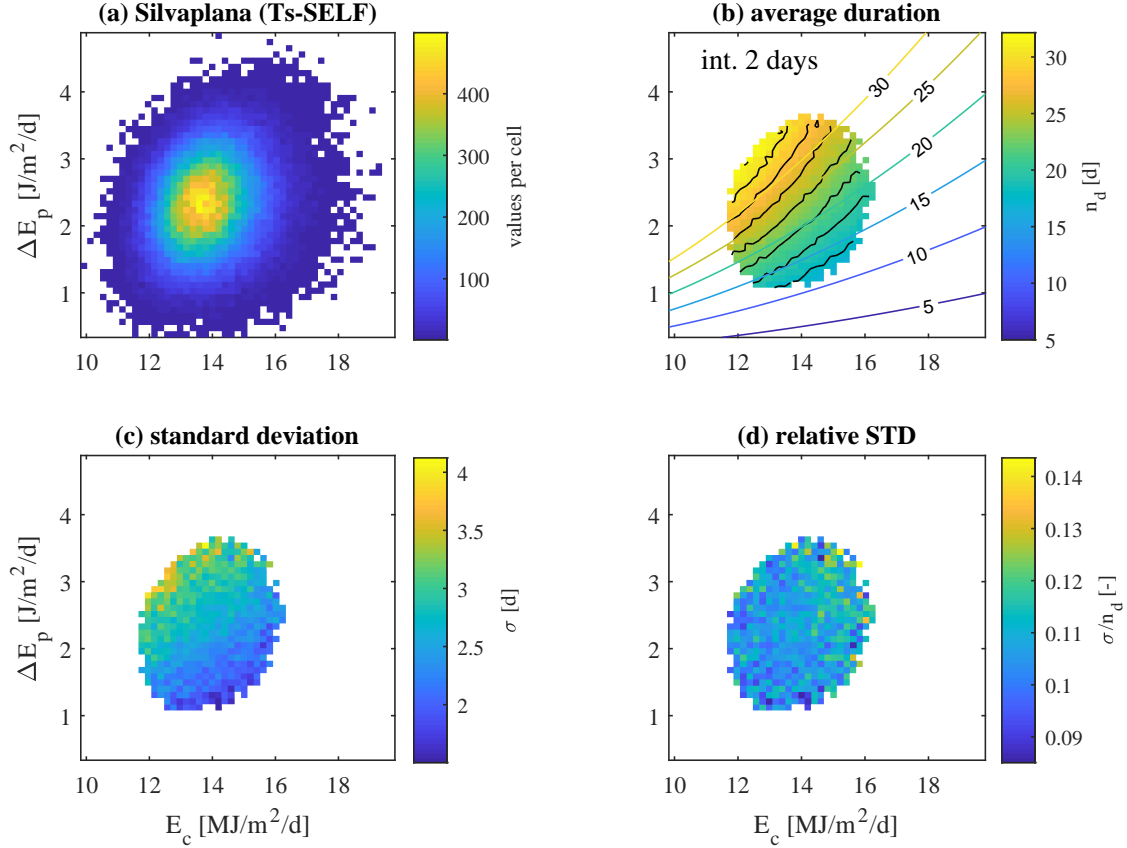 (a) Silvaplana (Ts-SELF)
ΔE_p [J/m^2/d]
4
3
2
1
10 12 14 16 18
400
300
200
100
values per cell
(b) average duration
int. 2 days
30
25
20
15
10
5
4
3
2
1
10 12 14 16 18
30
25
20
15
10
5
n_d [d]
(c) standard deviation
ΔE_p [J/m^2/d]
4
3
2
1
10 12 14 16 18
E_c [MJ/m^2/d]
4
3.5
3
2.5
2
σ [d]
(d) relative STD
4
3
2
1
10 12 14 16 18
E_c [MJ/m^2/d]
0.14
0.13
0.12
0.11
0.1
0.09
σ/n_d [-]